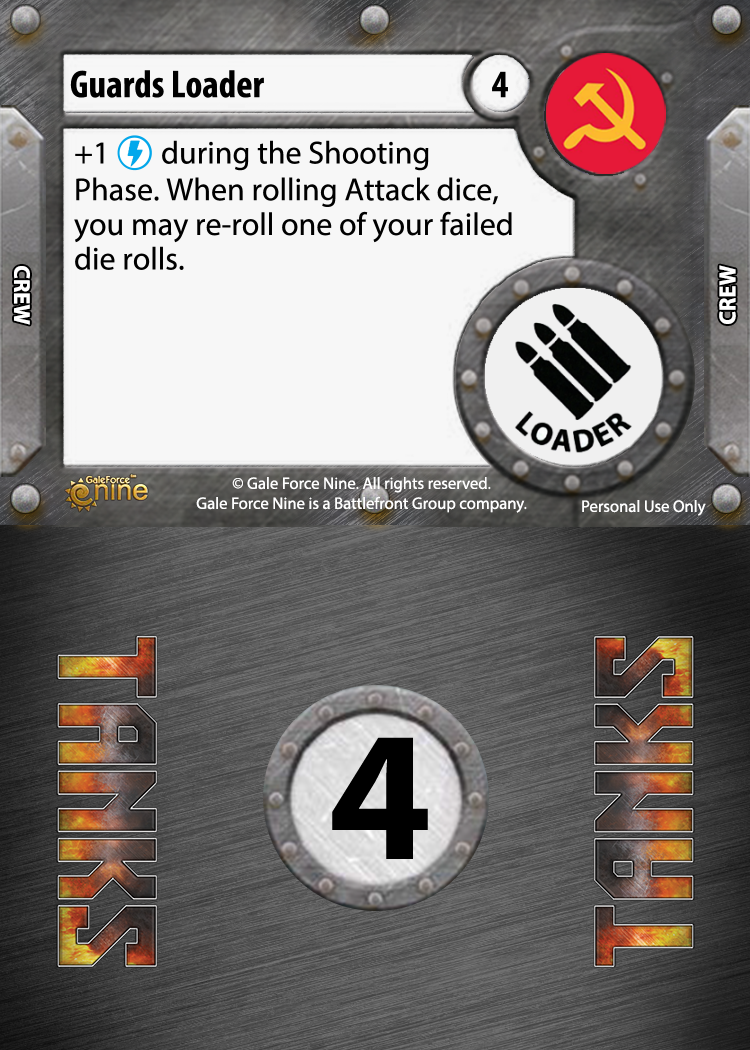 Guards Loader
4
+1 during the Shooting
Phase. When rolling Attack dice,
you may re-roll one of your failed
die rolls.
CREW
CREW
LOADER
GaleForce™
nine
© Gale Force Nine. All rights reserved.
Gale Force Nine is a Battlefront Group company.
Personal Use Only
TANKS
4
TANKS